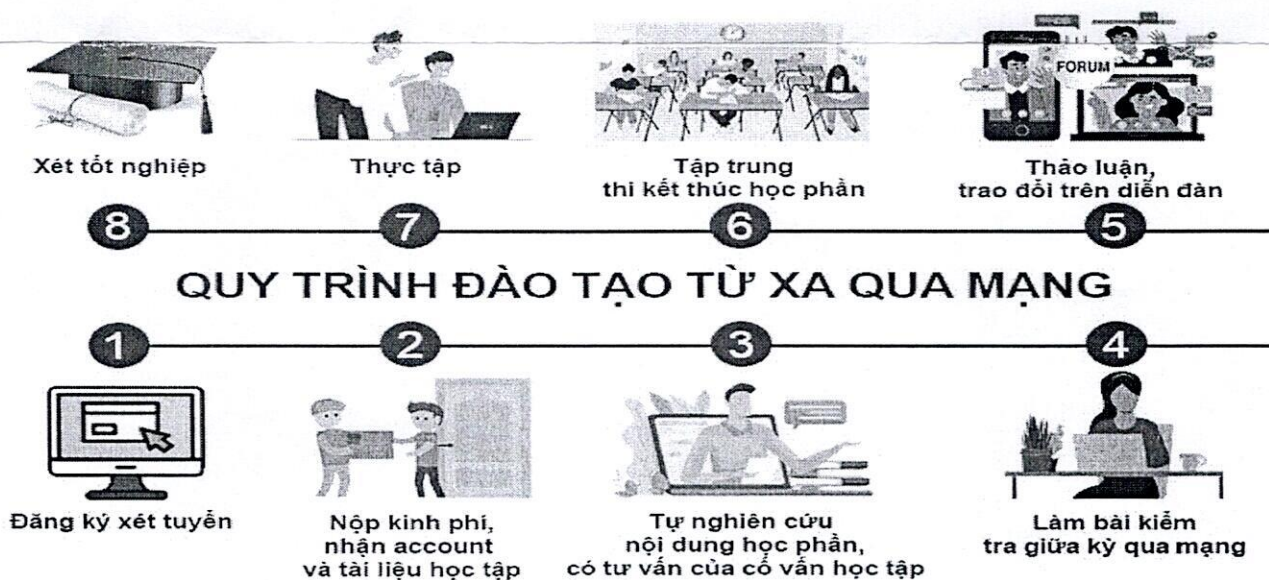 FORUM
Xét tốt nghiệp
Thực tập
Tập trung
thi kết thúc học phần
Thảo luận,
trao đổi trên diễn đàn
8
7
6
5
QUY TRÌNH ĐÀO TẠO TỪ XA QUA MẠNG
1
2
3
4
Đăng ký xét tuyển
Nộp kinh phí,
nhận account
và tài liệu học tập
Tự nghiên cứu
nội dung học phần,
có tư vấn của cố vấn học tập
Làm bài kiểm
tra giữa kỳ qua mạng